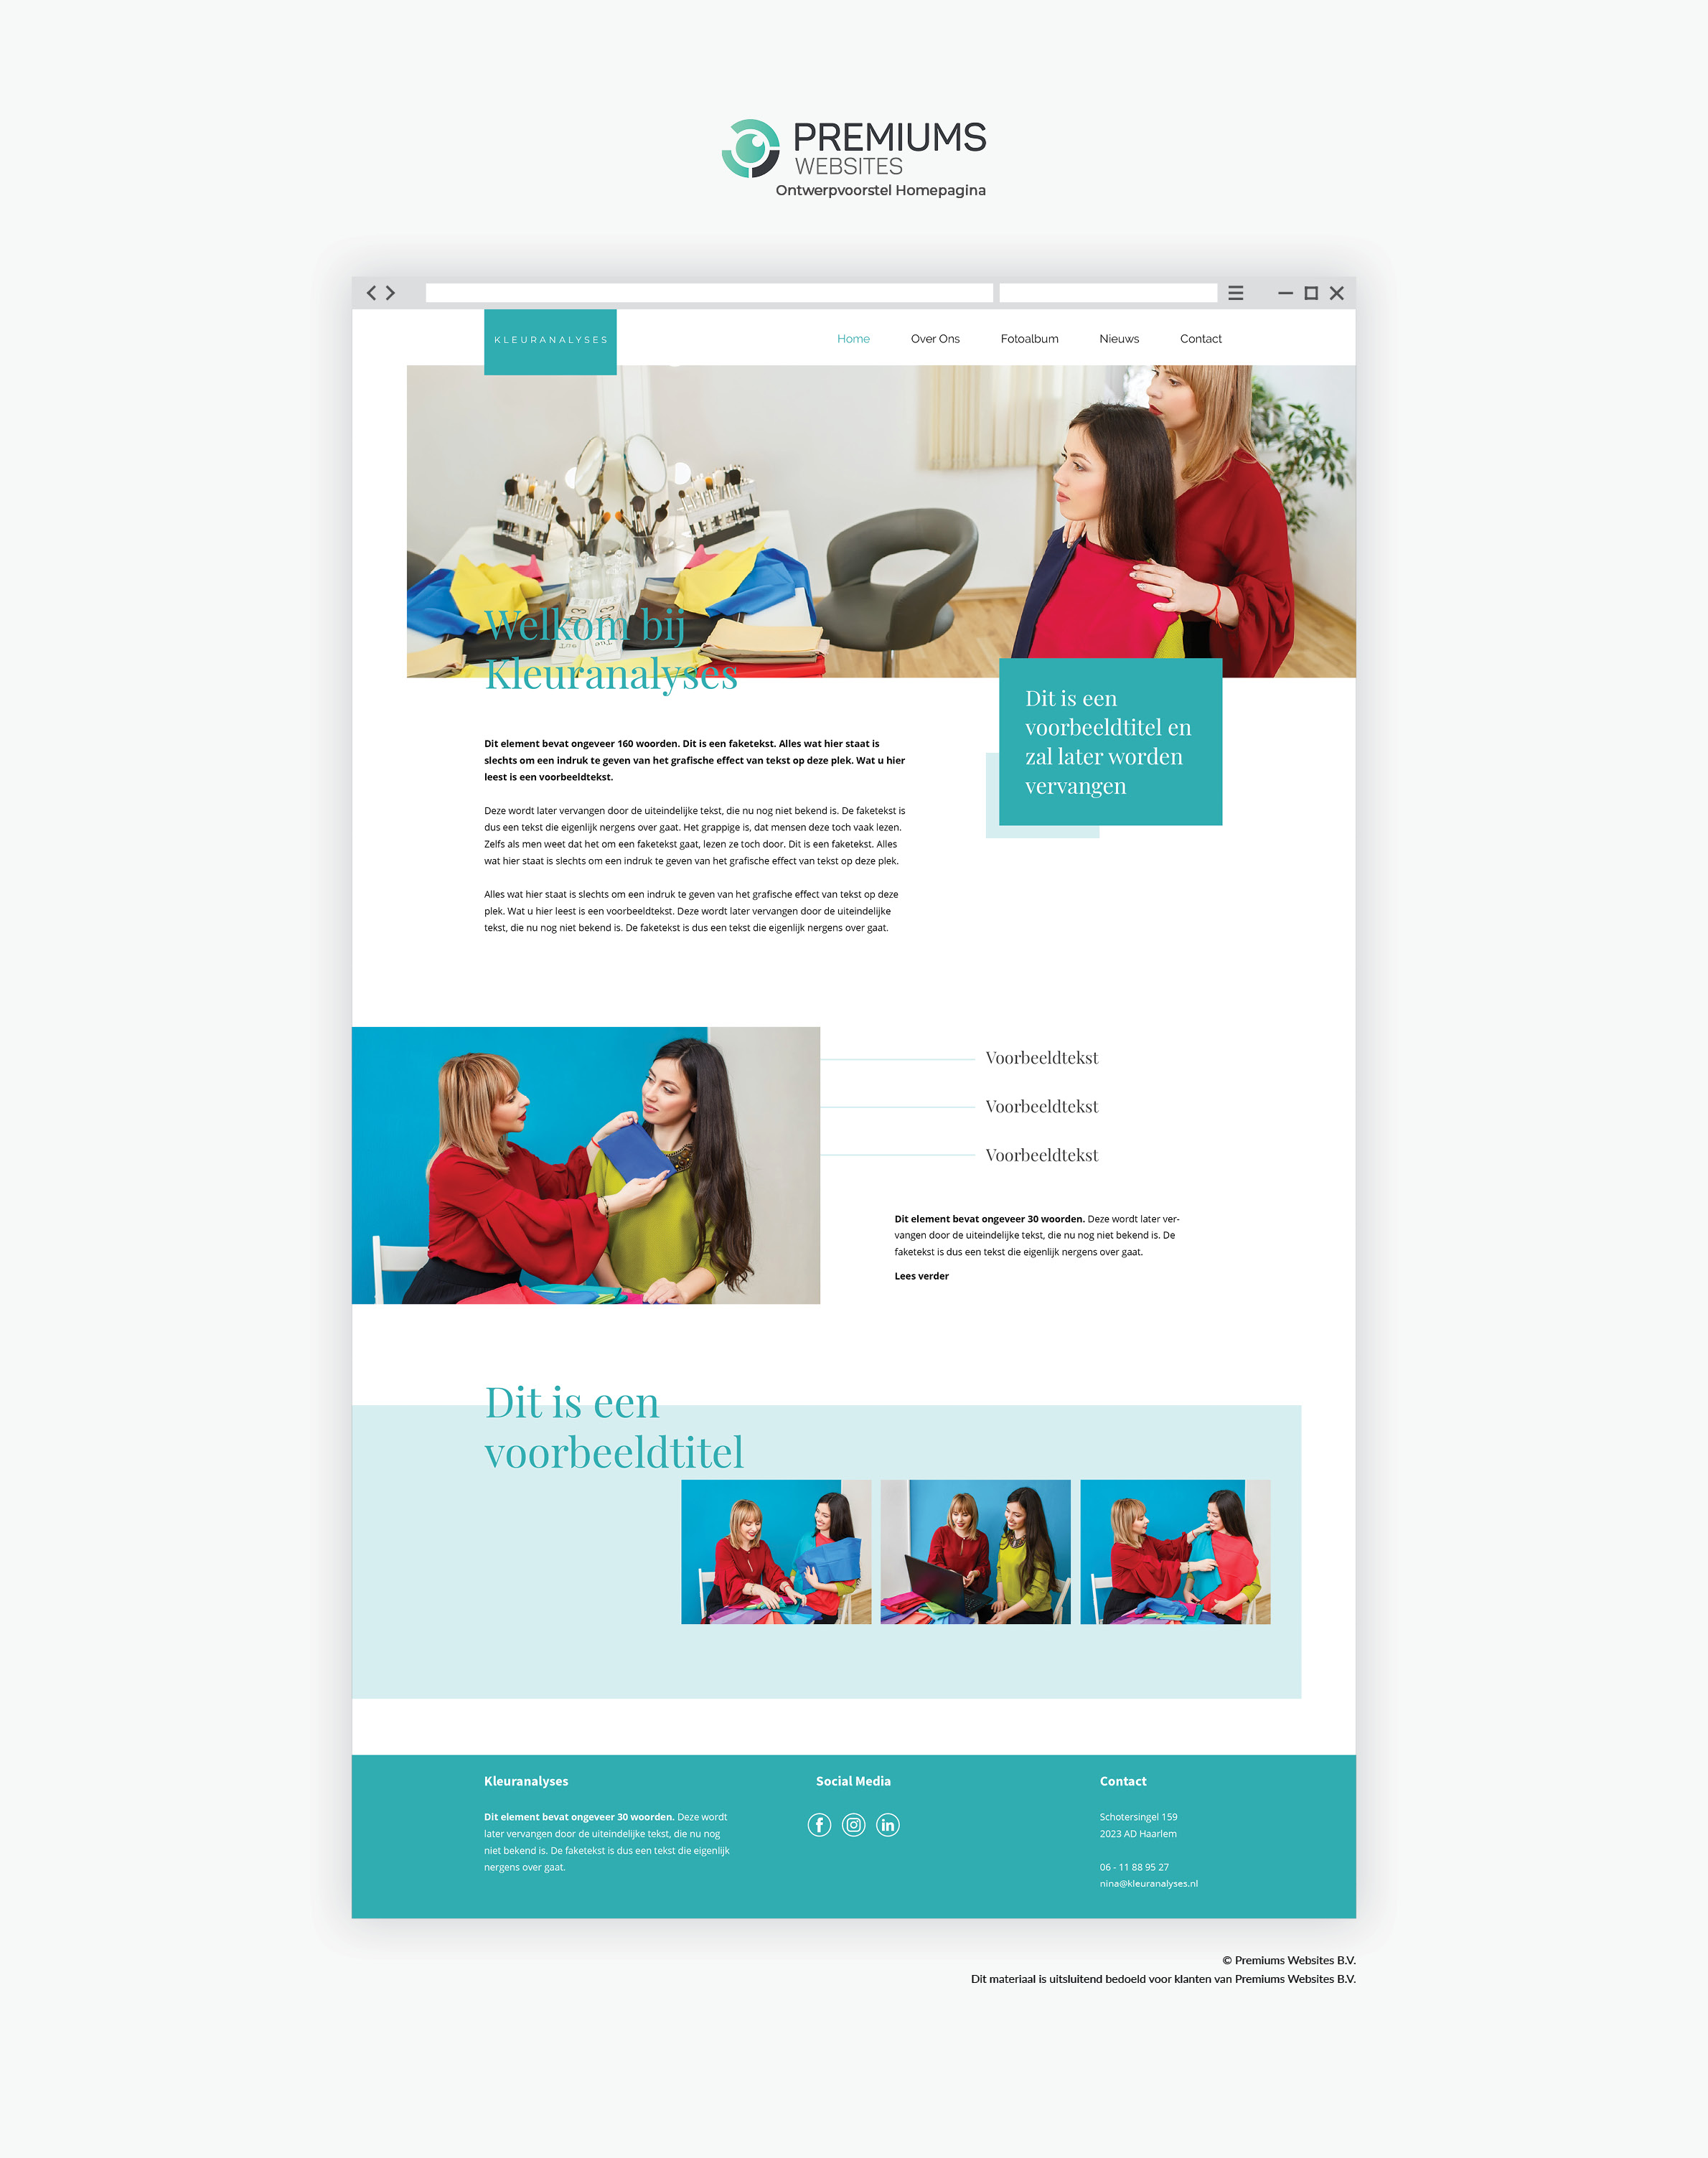 PREMIUMS
WEBSITES
Ontwerpvoorstel Homepagina
KLEURANALYSES
Home Over Ons Fotoalbum Nieuws Contact
Welkom bij
Kleuranalyses
Dit is een
voorbeeldtitel en
zal later worden
vervangen
Dit element bevat ongeveer 160 woorden. Dit is een faketekst. Alles wat hier staat is
slechts om een indruk te geven van het grafische effect van tekst op deze plek. Wat u hier
leest is een voorbeeldtekst.
Deze wordt later vervangen door de uiteindelijke tekst, die nu nog niet bekend is. De faketekst is
dus een tekst die eigenlijk nergens over gaat. Het grappige is, dat mensen deze toch vaak lezen.
Zelfs als men weet dat het om een faketekst gaat, lezen ze toch door. Dit is een faketekst. Alles
wat hier staat is slechts om een indruk te geven van het grafische effect van tekst op deze plek.
Alles wat hier staat is slechts om een indruk te geven van het grafische effect van tekst op deze
plek. Wat u hier leest is een voorbeeldtekst. Deze wordt later vervangen door de uiteindelijke
tekst, die nu nog niet bekend is. De faketekst is dus een tekst die eigenlijk nergens over gaat.
Voorbeeldtekst
Voorbeeldtekst
Voorbeeldtekst
Dit element bevat ongeveer 30 woorden. Deze wordt later ver-
vangen door de uiteindelijke tekst, die nu nog niet bekend is. De
faketekst is dus een tekst die eigenlijk nergens over gaat.
Lees verder
Dit is een
voorbeeldtitel
Kleuranalyses
Dit element bevat ongeveer 30 woorden. Deze wordt
later vervangen door de uiteindelijke tekst, die nu nog
niet bekend is. De faketekst is dus een tekst die eigenlijk
nergens over gaat.
Social Media
Contact
Schotersingel 159
2023 AD Haarlem
06 - 11 88 95 27
nina@kleuranalyses.nl
© Premiums Websites B.V.
Dit materiaal is uitsluitend bedoeld voor klanten van Premiums Websites B.V.